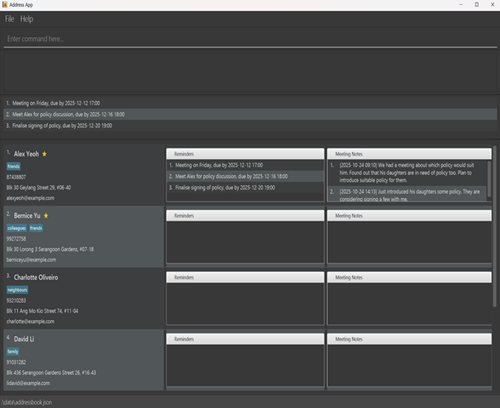 Address App
File Help
Enter command here...
1. Meeting on Friday, due by 2025-12-12 17:00
2. Meet Alex for policy discussion, due by 2025-12-16 18:00
3. Finalise signing of policy, due by 2025-12-20 19:00
1. Alex Yeoh
friends
87438807
Blk 30 Geylang Street 29, #06-40
alexyeoh@example.com
Reminders
1. Meeting on Friday, due by 2025-12-12 17:00
2. Meet Alex for policy discussion, due by 2025-12-16 18:00
3. Finalise signing of policy, due by 2025-12-20 19:00
Meeting Notes
1. [2025-10-24 09:10] We had a meeting about which policy would suit
him. Found out that his daughters are in need of policy too. Plan to
introduce suitable policy for them.
2. [2025-10-24 14:13] Just introduced his daughters some policy. They are
considering signing a few with me.
2. Bernice Yu
colleagues friends
99272758
Blk 30 Lorong 3 Serangoon Gardens, #07-18
berniceyu@example.com
Reminders
Meeting Notes
3. Charlotte Oliveiro
neighbours
93210283
Blk 11 Ang Mo Kio Street 74, #11-04
charlotte@example.com
Reminders
Meeting Notes
4. David Li
family
91031282
Blk 436 Serangoon Gardens Street 26, #16-43
lidavid@example.com
Reminders
Meeting Notes
.\data\addressbook.json